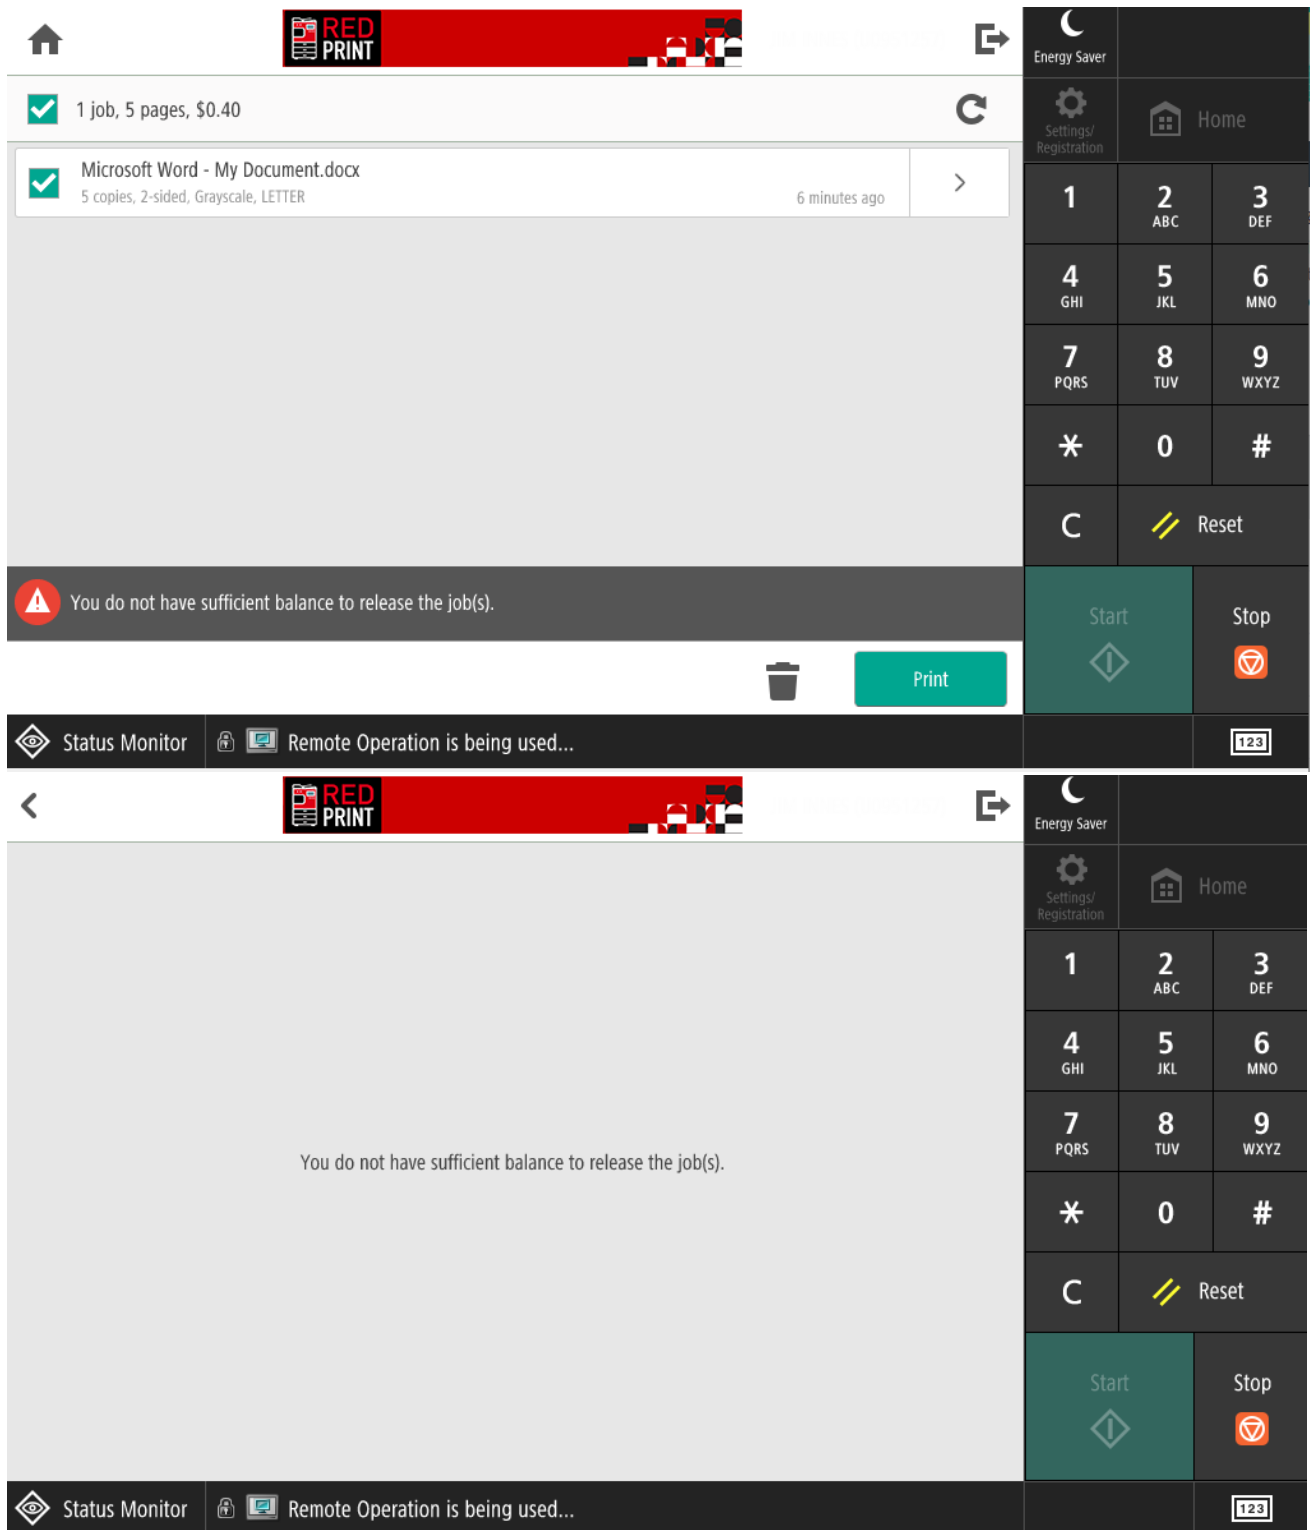 RED
PRINT
Energy Saver
1 job, 5 pages, $0.40
Settings/
Registration
Home
Microsoft Word - My Document.docx
5 copies, 2-sided, Grayscale, LETTER
6 minutes ago
1
2
ABC
3
DEF
4
GHI
5
JKL
6
MNO
7
PQRS
8
TUV
9
WXYZ
*
0
#
C
Reset
You do not have sufficient balance to release the job(s).
Start
Stop
Print
Status Monitor
Remote Operation is being used...
123
RED
PRINT
Energy Saver
Settings/
Registration
Home
1
2
ABC
3
DEF
4
GHI
5
JKL
6
MNO
7
PQRS
8
TUV
9
WXYZ
You do not have sufficient balance to release the job(s).
*
0
#
C
Reset
Start
Stop
Status Monitor
Remote Operation is being used...
123